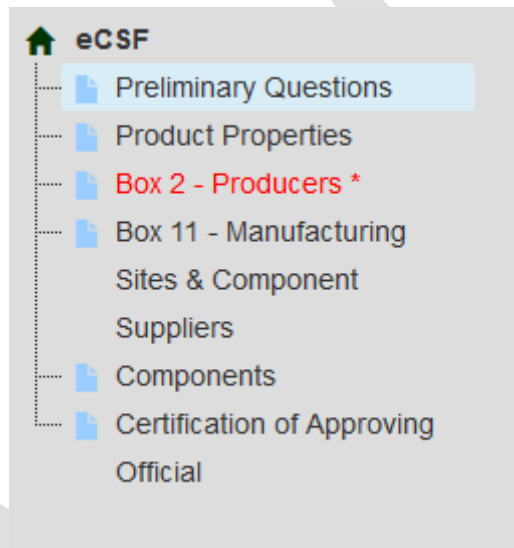 eCSF
Preliminary Questions
Product Properties
Box 2 - Producers *
Box 11 - Manufacturing
Sites & Component
Suppliers
Components
Certification of Approving
Official